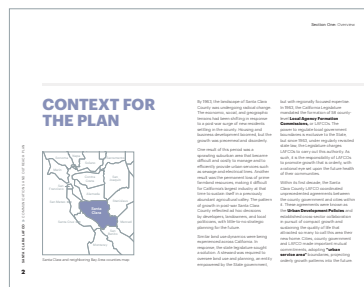 Section One: Overview
CONTEXT FOR
THE PLAN
By 1963, the landscape of Santa Clara
County was undergoing radical change.
The economic, social, and geographic
tensions had been shifting in response
to a post-war surge of new residents
settling in the county. Housing and
business development boomed, but the
growth was uneven and disorderly.
One result of this period was a
sprawling suburban area that became
difficult and costly to manage and to
efficiently provide urban services such
as sewage and electrical lines. Another
result was the permanent loss of prime
farmland resources, making it difficult
for California's largest industry at that
time to sustain itself in a previously
abundant agricultural valley. The pattern
of growth in post-war Santa Clara
County reflected ad hoc decisions
by developers, landowners, and local
politicians, with little to no strategic
planning for the future.
Similar land use dynamics were being
experienced across California. In
response, the state legislature sought
a solution. A steward was required to
oversee land use and planning, an entity
empowered by the State government,
but with regionally focused expertise.
In 1963, the California Legislature
mandated the formation of 58 county-
level Local Agency Formation
Commissions, or LAFCOs. The
power to regulate local government
boundaries is exclusive to the State
but since 1963, under regularly revised
state law, the Legislature charges
LAFCOs to carry out this authority. As
such, it is the responsibility of LAFCOs
to promote growth that is orderly, with
a shrewd eye set upon the future health
of their communities.
Within its first decade, the Santa
Clara County LAFCO coordinated
unprecedented agreements between
the county government and cities within
it. These agreements were known as
the Urban Development Policies and
established cross-sector collaboration
in pursuit of compact growth and
sustaining the quality of life that
attracted so many to call this area their
new home. Cities, county government
and LAFCO made important mutual
commitments, adopting "urban
service area" boundaries, projecting
orderly growth patterns into the future
Santa
Clara
Santa Clara and neighboring Bay Area counties map
2